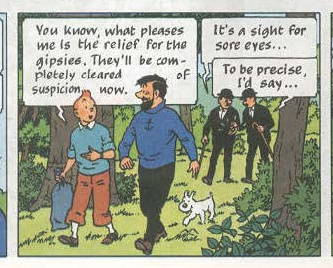 You know, what pleases
me is the relief for the
gipsies. They'll be com-
pletely cleared of
suspicion now.
It's a sight for
sore eyes...
To be precise,
I'd say...